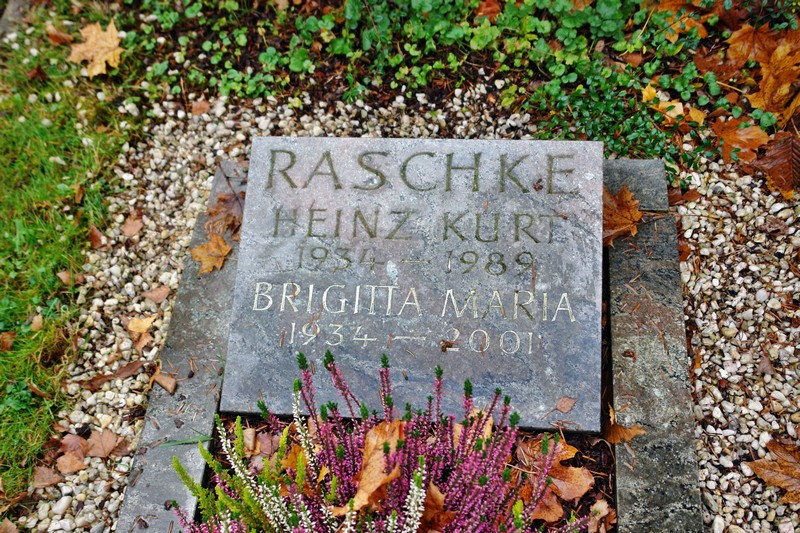 RASCHKE
HEINZ KURT
1934 – 1989
BRIGITTA MARIA
1934 – 2001